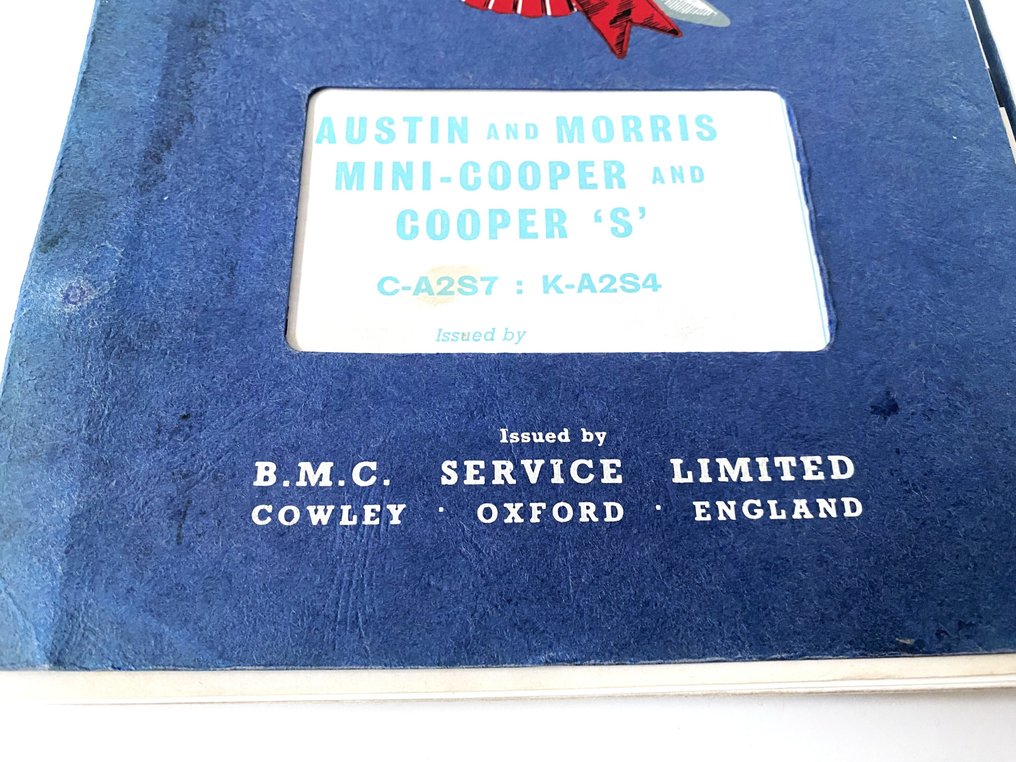 AUSTIN AND MORRIS
MINI-COOPER AND
COOPER ‘S’
C-A2S7 : K-A2S4
Issued by
Issued by
B.M.C. SERVICE LIMITED
COWLEY · OXFORD · ENGLAND